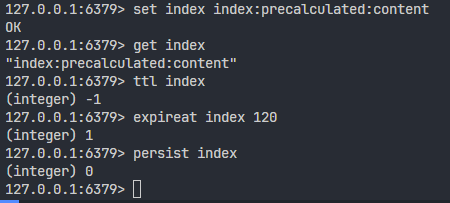 127.0.0.1:6379> set index index:precalculated:content
OK
127.0.0.1:6379> get index
"index:precalculated:content"
127.0.0.1:6379> ttl index
(integer) -1
127.0.0.1:6379> expireat index 120
(integer) 1
127.0.0.1:6379> persist index
(integer) 0
127.0.0.1:6379>